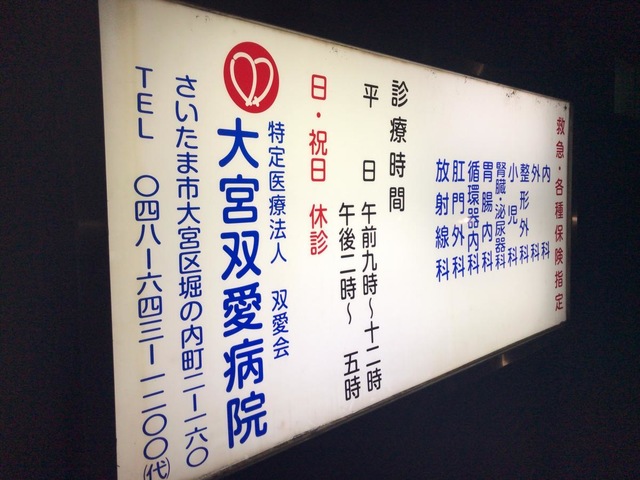 救急・各種保険指定
内科
外科
整形外科
小児科
腎臓・泌尿器科
胃腸内科
循環器内科
肛門外科
放射線科
診療時間
平日 午前九時〜十二時
午後二時〜五時
日・祝日 休診
特定医療法人 双愛会
大宮双愛病院
さいたま市大宮区堀の内町二ー一六〇
TEL 〇四八ー六四三ー一二〇〇(代)